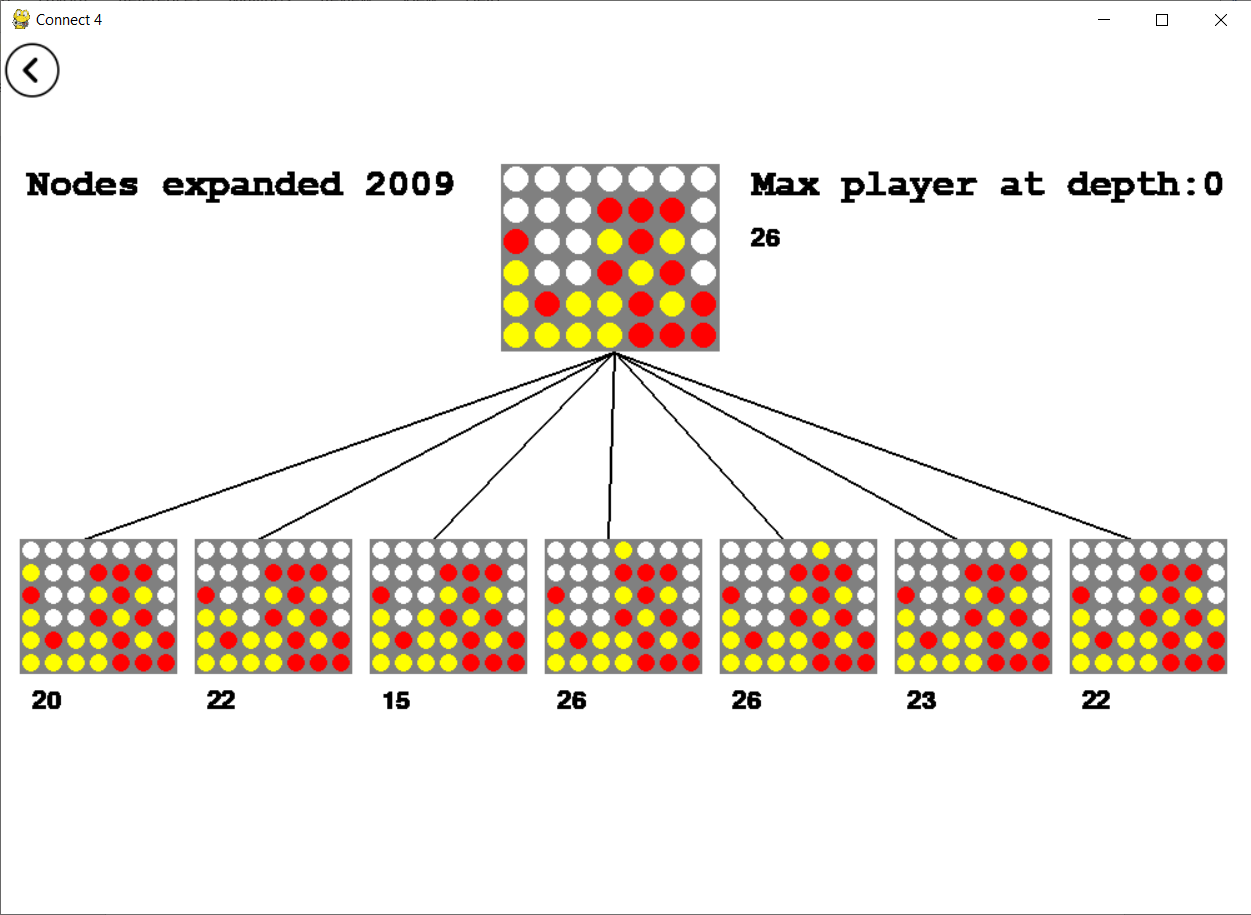 Connect 4
Nodes expanded 2009
Max player at depth:0
26
20
22
15
26
26
23
22